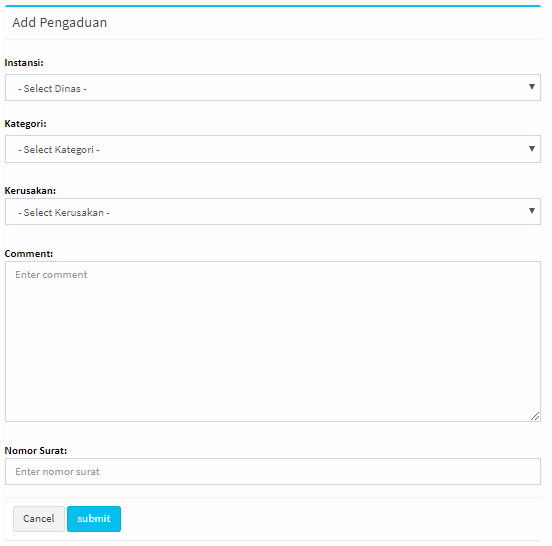 Add Pengaduan
Instansi:
- Select Dinas -
Kategori:
- Select Kategori -
Kerusakan:
- Select Kerusakan -
Comment:
Enter comment
Nomor Surat:
Enter nomor surat
Cancel submit